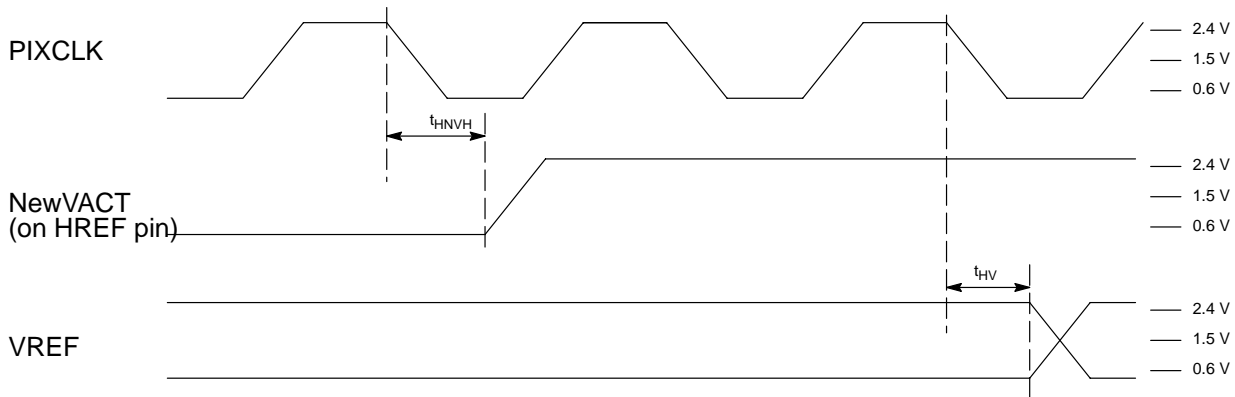 PIXCLK
2.4 V
1.5 V
0.6 V
tHNVH
NewVACT
(on HREF pin)
2.4 V
1.5 V
0.6 V
tHV
VREF
2.4 V
1.5 V
0.6 V